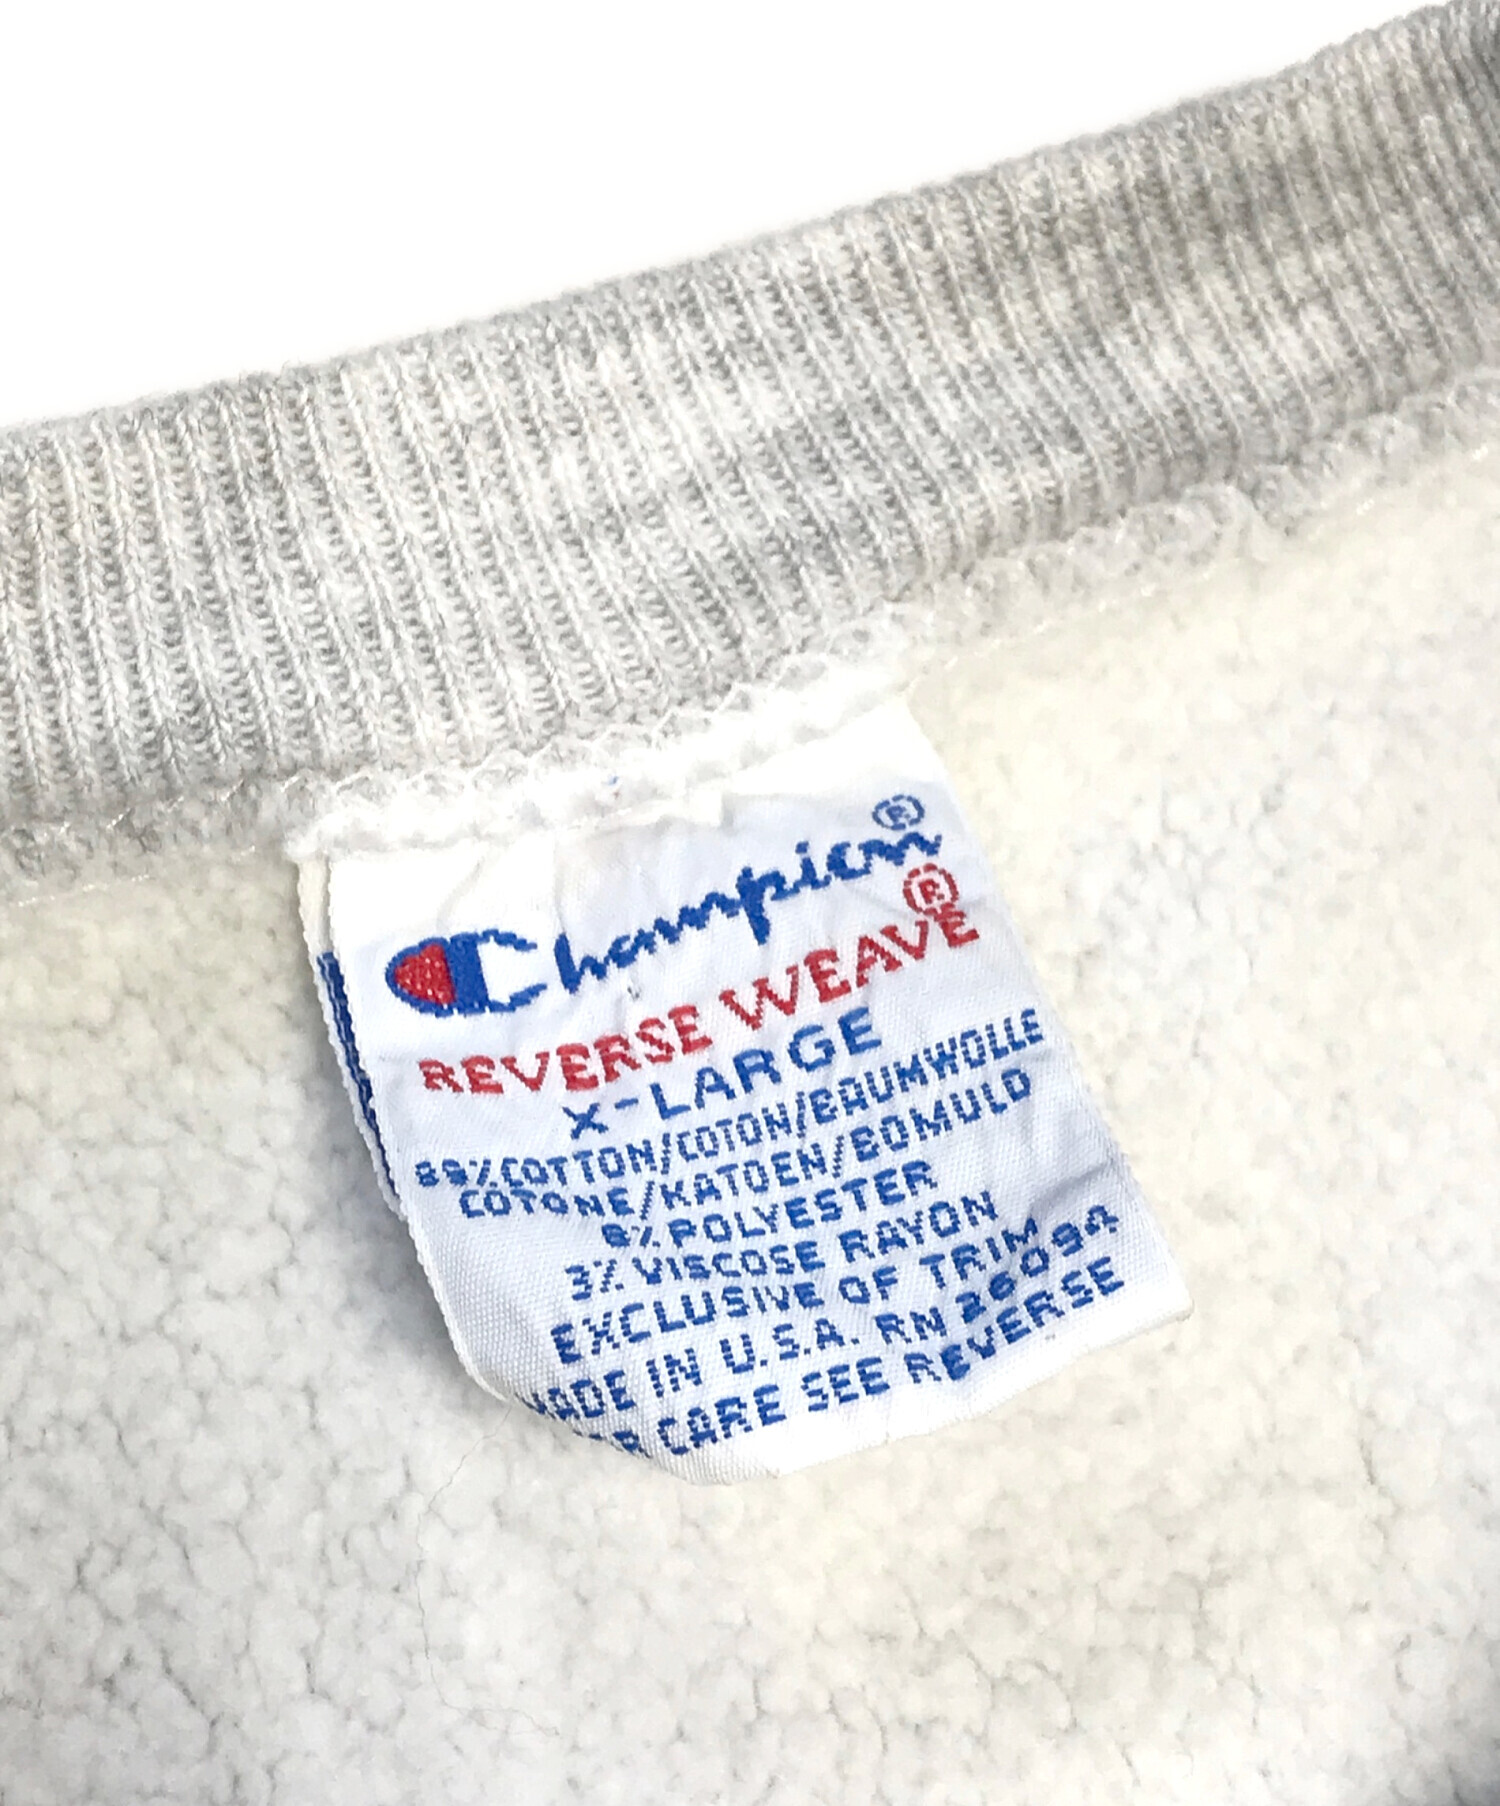 Champion®
REVERSE WEAVE®
X-LARGE
89% COTTON/COTON/BAUMWOLLE
COTONE/KATOEN/BOMULD
8% POLYESTER
3% VISCOSE RAYON
EXCLUSIVE OF TRIM
MADE IN U.S.A. RN 26094
CARE SEE REVERSE